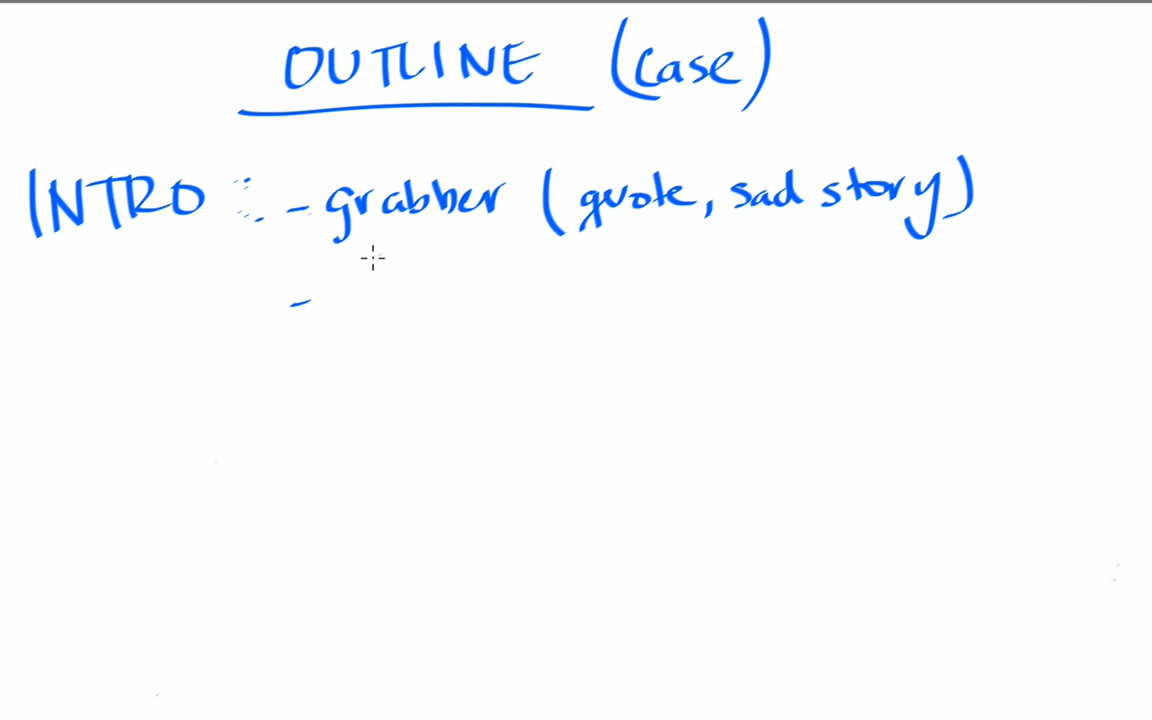 OUTLINE (case)
INTRO : - grabber (quote, sad story)
-